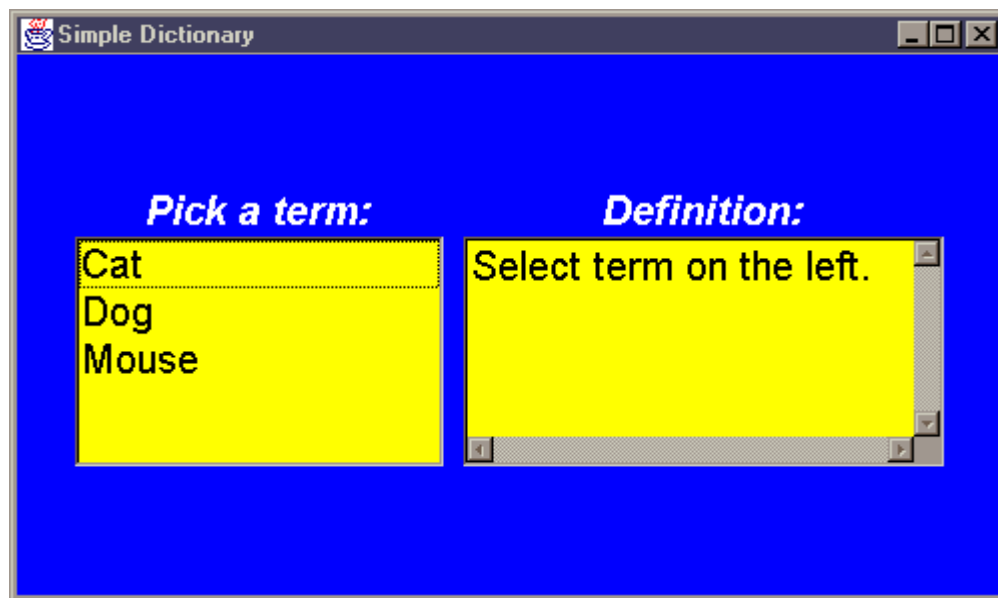 Simple Dictionary
Pick a term:
Cat
Dog
Mouse
Definition:
Select term on the left.